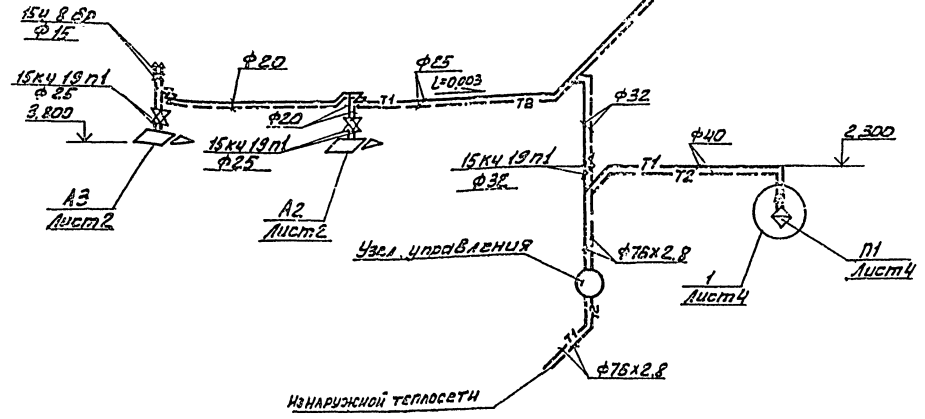 15ч 8 бр
Ф15
15кч 19п1
Ф25
3,800
А3
Лист2
Ф20
Ф20
15кч 19п1
Ф25
А2
Лист2
Т1
Ф25
i=0,003
Т2
Ф32
15кч 19п1
Ф32
Т1
Т2
Ф40
2,300
П1
Лист4
1
Лист4
Узел управления
Ф76х2,8
Т1
Ф76х2,8
Из наружной теплосети